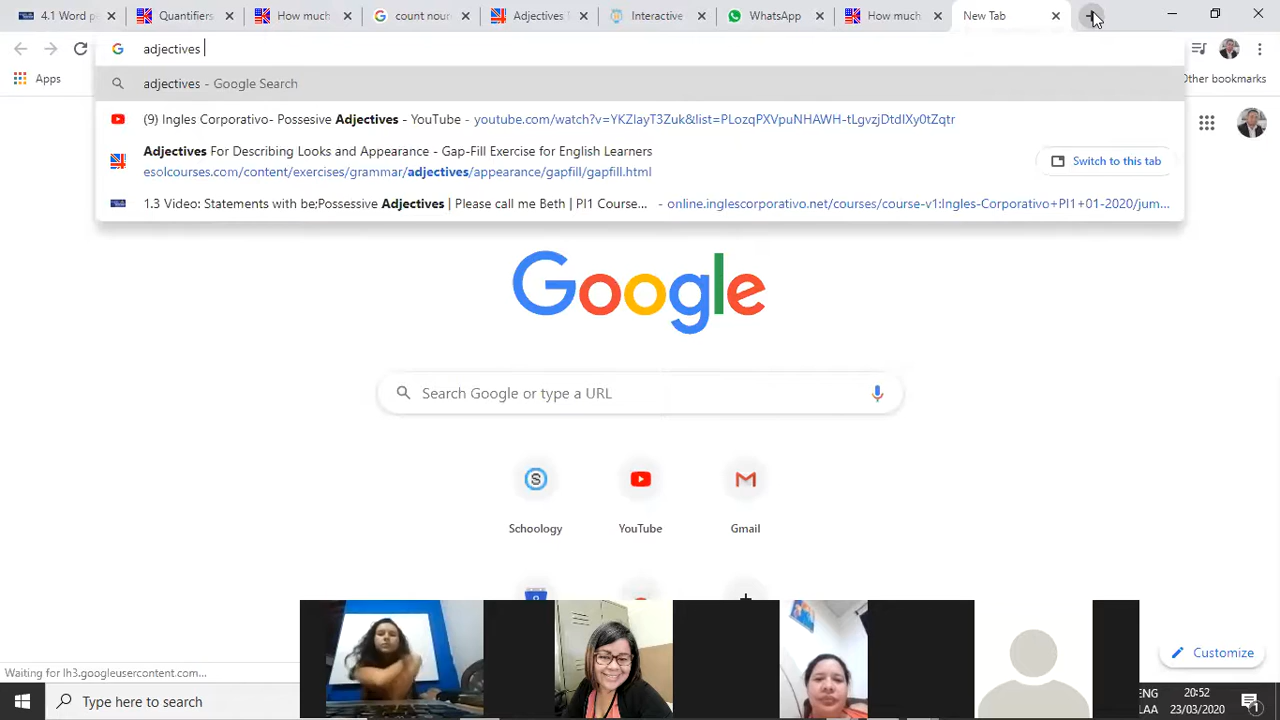 4.1 Word p
Quantifiers
How much
count nour
Adjectives
Interactive
WhatsApp
How much
New Tab
adjectives
Apps
Other bookmarks
adjectives - Google Search
(9) Ingles Corporativo- Possesive Adjectives - YouTube - youtube.com/watch?v=YKZlayT3Zuk&list=PLozqPXVpuNHAWH-tLgvzjDtdIXy0tZqtr
Adjectives For Describing Looks and Appearance - Gap-Fill Exercise for English Learners
esolcourses.com/content/exercises/grammar/adjectives/appearance/gapfill/gapfill.html
Switch to this tab
1.3 Video: Statements with be;Possessive Adjectives | Please call me Beth | PI1 Course... - online.inglescorporativo.net/courses/course-v1:Ingles-Corporativo+PI1+01-2020/jum...
Google
Search Google or type a URL
Schoology
YouTube
Gmail
Customize
Waiting for lh3.googleusercontent.com...
Type here to search
ENG
LAA
20:52
23/03/2020